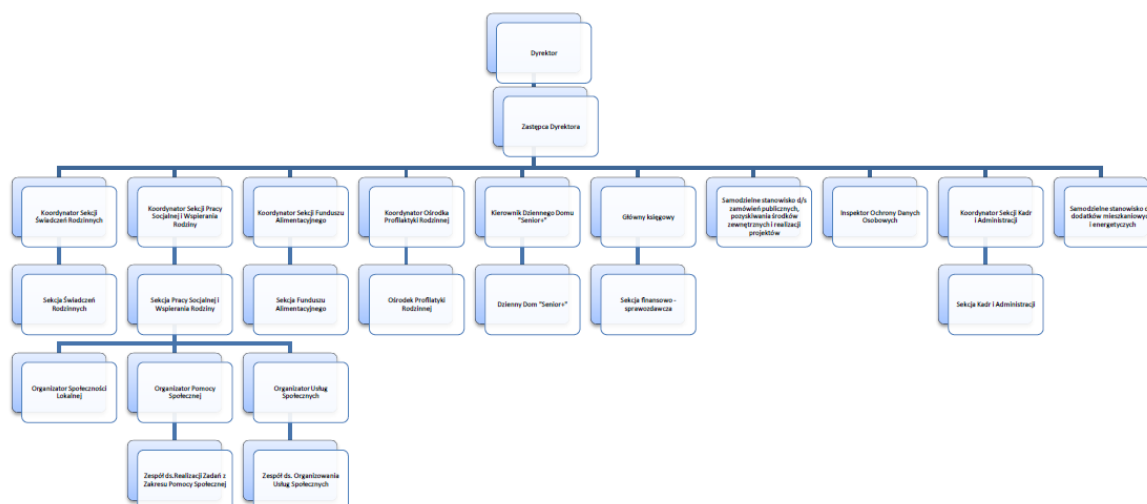 Dyrektor
Zastępca Dyrektora
Koordynator Sekcji
Świadczeń Rodzinnych
Koordynator Sekcji Pracy
Socjalnej i Wspierania
Rodziny
Koordynator Sekcji Funduszu
Alimentacyjnego
Koordynator Ośrodka
Profilaktyki Rodzinnej
Kierownik Dziennego Domu
"Senior+"
Główny księgowy
Samodzielne stanowisko d/s
zamówień publicznych,
pozyskiwania środków
zewnętrznych i realizacji
projektów
Inspektor Ochrony Danych
Osobowych
Koordynator Sekcji Kadr
i Administracji
Samodzielne stanowisko d
dodatków mieszkaniowy
i energetycznych
Sekcja Świadczeń
Rodzinnych
Sekcja Pracy Socjalnej i
Wspierania Rodziny
Sekcja Funduszu
Alimentacyjnego
Ośrodek Profilatyki
Rodzinnej
Dzienny Dom "Senior+"
Sekcja finansowo -
sprawozdawcza
Sekcja Kadr i Administracji
Organizator Społeczności
Lokalnej
Organizator Pomocy
Społecznej
Organizator Usług
Społecznych
Zespół ds.Realizacji Zadań z
Zakresu Pomocy Społecznej
Zespół ds. Organizowania
Usług Społecznych